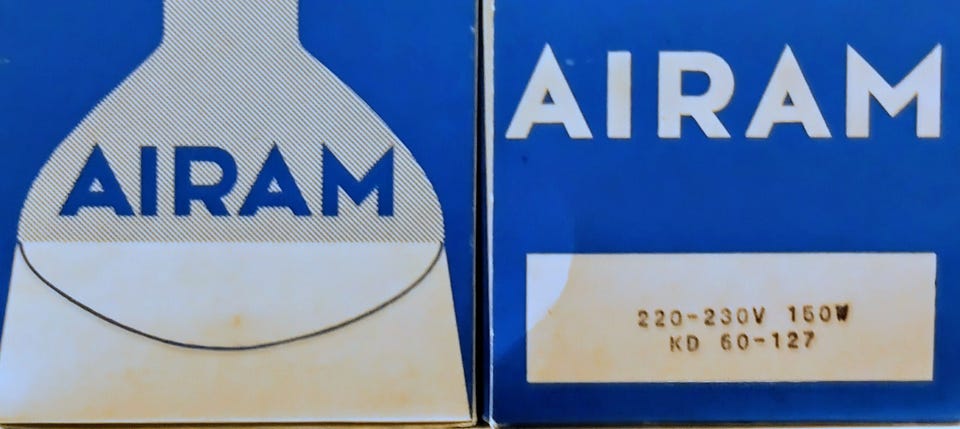 AIRAM
AIRAM
220-230V 150W
KD 60-127